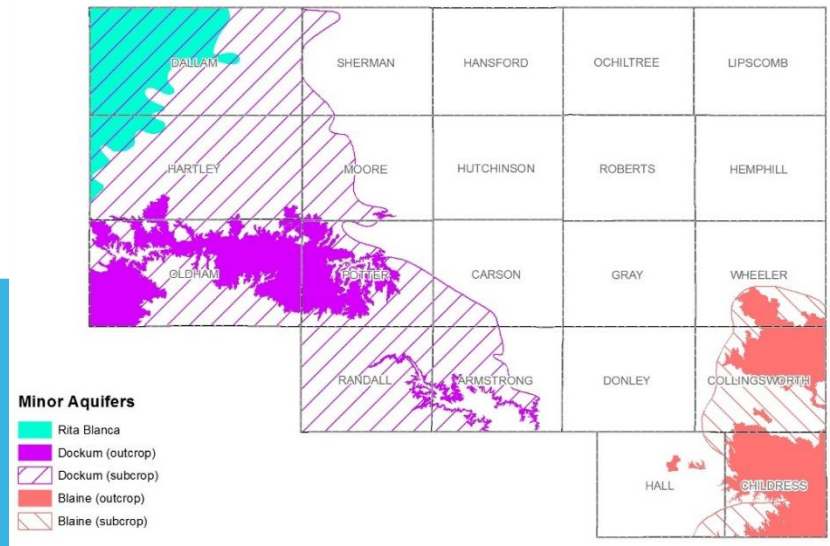 DALLAM SHERMAN HANSFORD OCHILTREE LIPSCOMB
HARTLEY MOORE HUTCHINSON ROBERTS HEMPHILL
OLDHAM POTTER CARSON GRAY WHEELER
RANDALL ARMSTRONG DONLEY COLLINGSWORTH
HALL CHILDRESS
Minor Aquifers
Rita Blanca
Dockum (outcrop)
Dockum (subcrop)
Blaine (outcrop)
Blaine (subcrop)